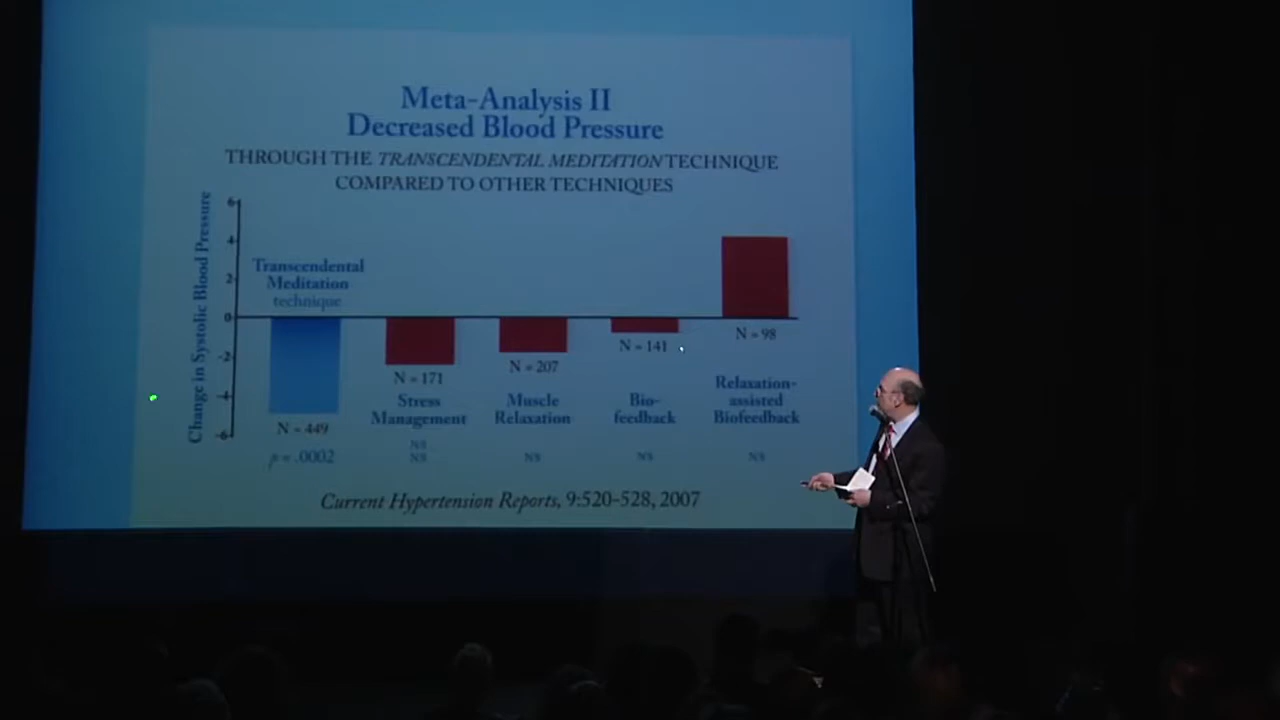 Meta-Analysis II
Decreased Blood Pressure
THROUGH THE TRANSCENDENTAL MEDITATION TECHNIQUE
COMPARED TO OTHER TECHNIQUES
Change in Systolic Blood Pressure
6
4
2
0
-2
-4
-6
Transcendental
Meditation
technique
N = 449
p = .0002
N = 171
Stress
Management
NS
NS
N = 207
Muscle
Relaxation
NS
N = 141
Bio-
feedback
NS
N = 98
Relaxation-
assisted
Biofeedback
NS
Current Hypertension Reports, 9:520-528, 2007